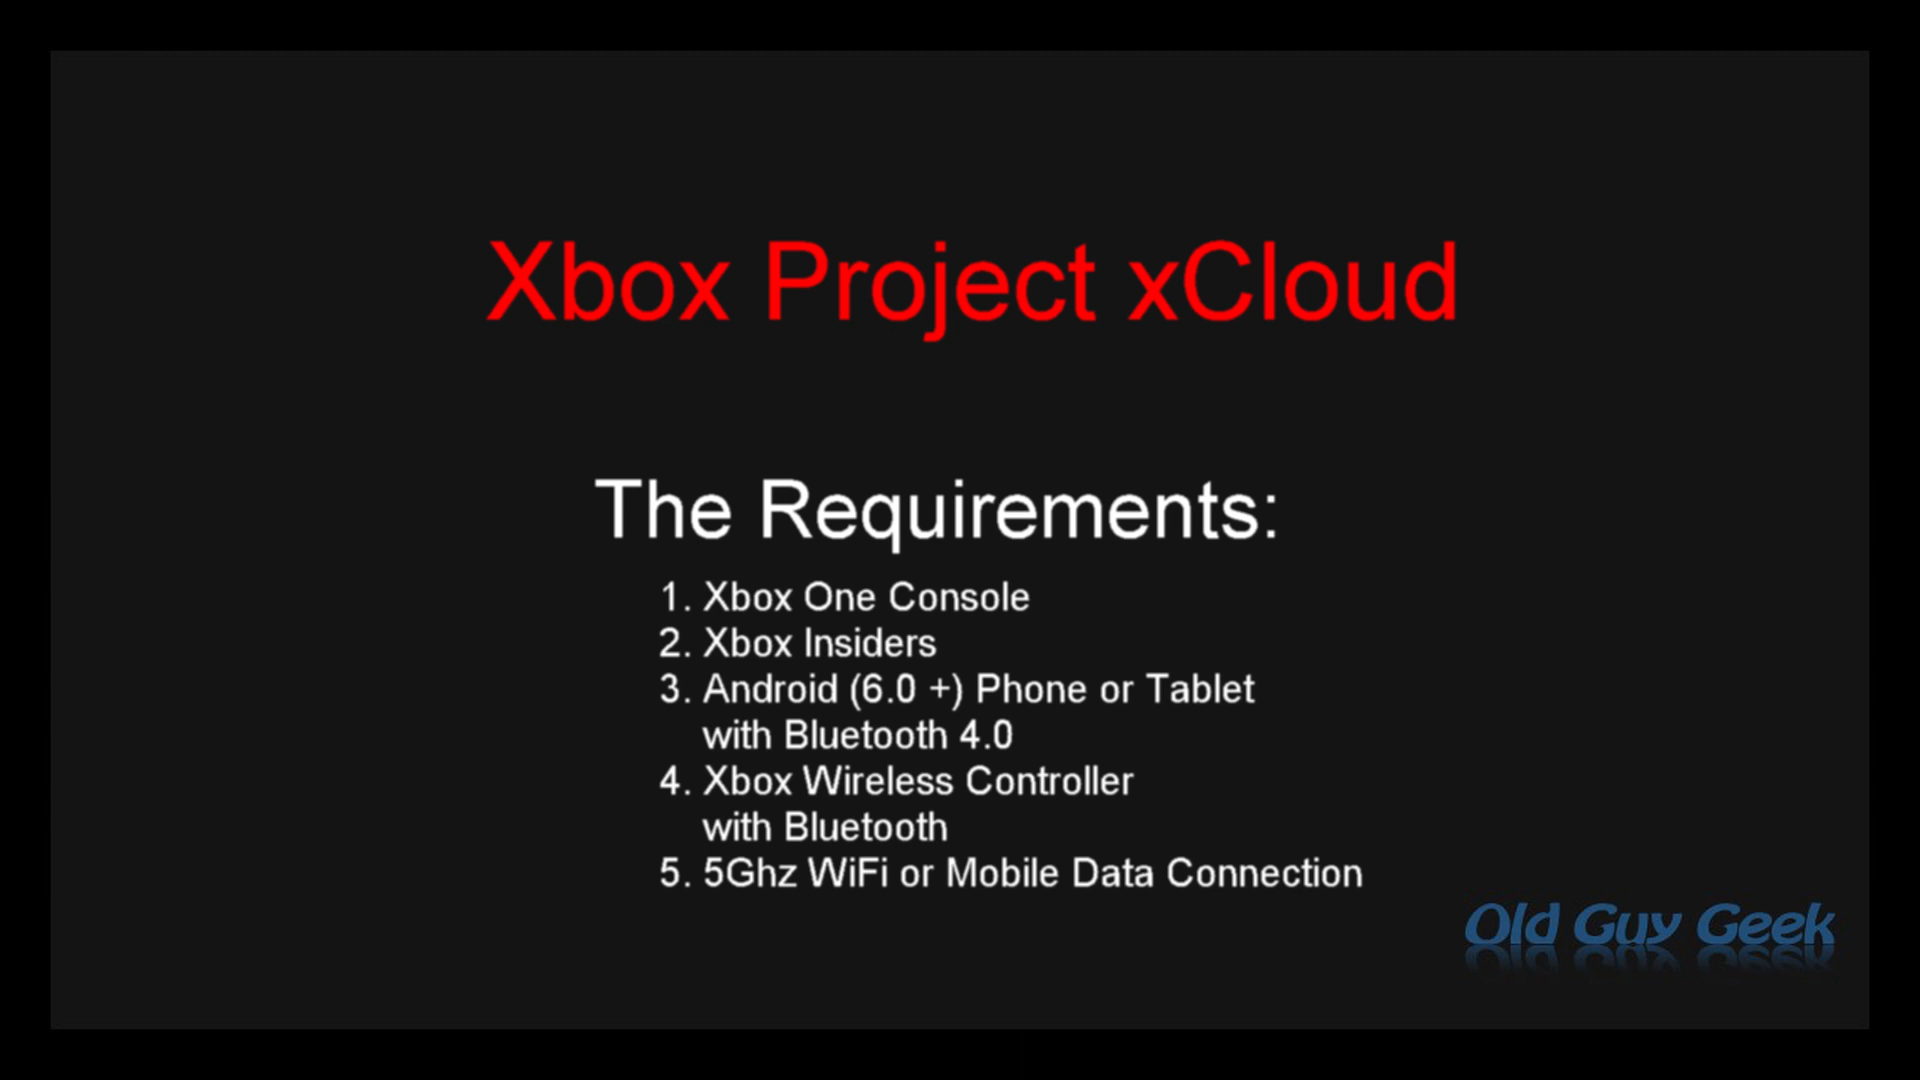 Xbox Project xCloud
The Requirements:
1. Xbox One Console
2. Xbox Insiders
3. Android (6.0 +) Phone or Tablet
with Bluetooth 4.0
4. Xbox Wireless Controller
with Bluetooth
5. 5Ghz WiFi or Mobile Data Connection
Old Guy Geek